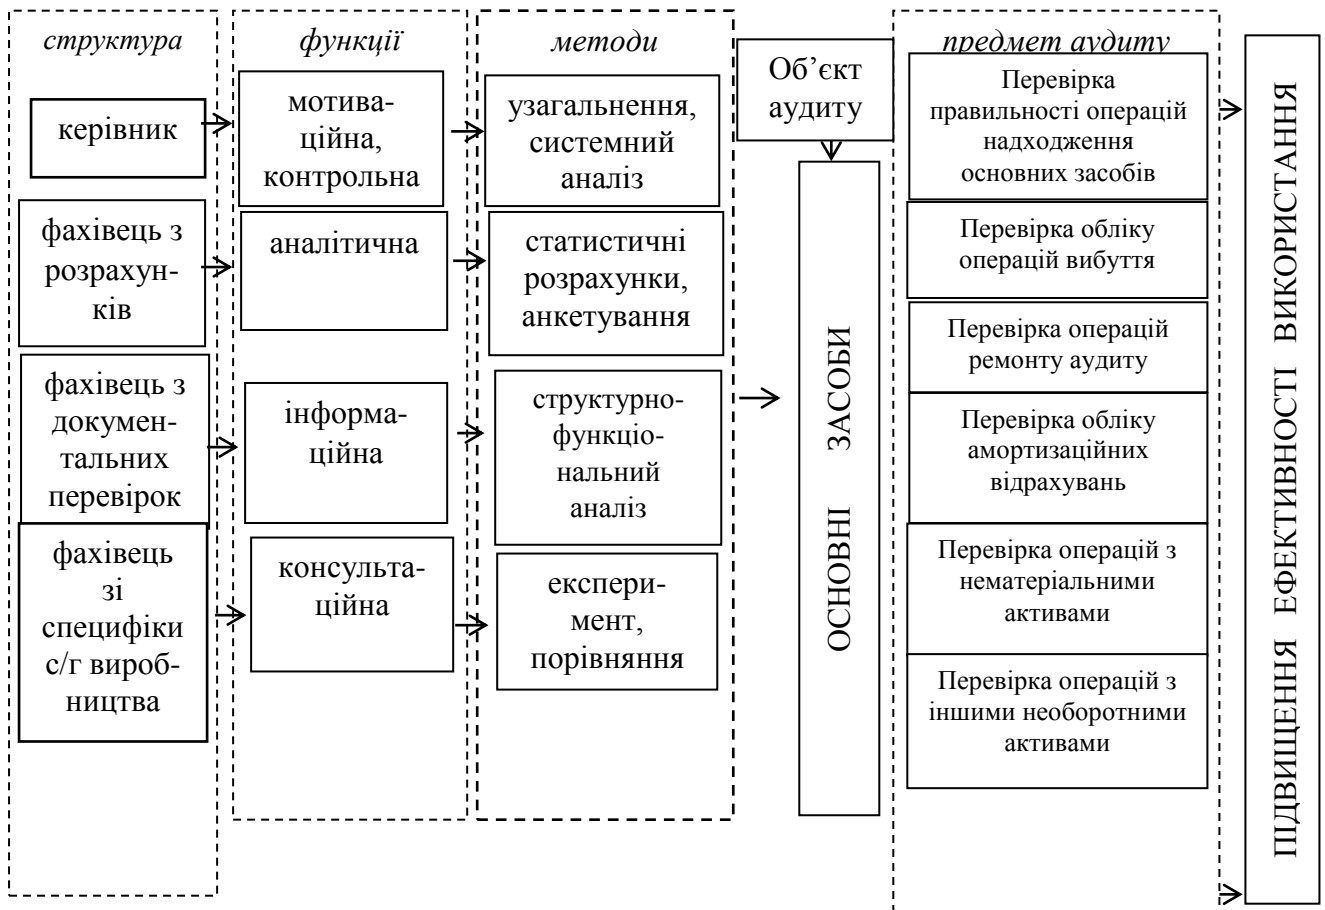 структура
керівник
фахівець з
розрахун-
ків
фахівець з
докумен-
тальних
перевірок
фахівець
зі
специфіки
с/г вироб-
ництва
функції
мотива-
ційна,
контрольна
аналітична
інформа-
ційна
консульта-
ційна
методи
узагальнення,
системний
аналіз
статистичні
розрахунки,
анкетування
структурно-
функціо-
нальний
аналіз
експери-
мент,
порівняння
Об’єкт
аудиту
ОСНОВНІ ЗАСОБИ
предмет аудиту
Перевірка
правильності операцій
надходження
основних засобів
Перевірка обліку
операцій вибуття
Перевірка операцій
ремонту аудиту
Перевірка обліку
амортизаційних
відрахувань
Перевірка операцій з
нематеріальними
активами
Перевірка операцій з
іншими необоротними
активами
ПІДВИЩЕННЯ ЕФЕКТИВНОСТІ ВИКОРИСТАННЯ